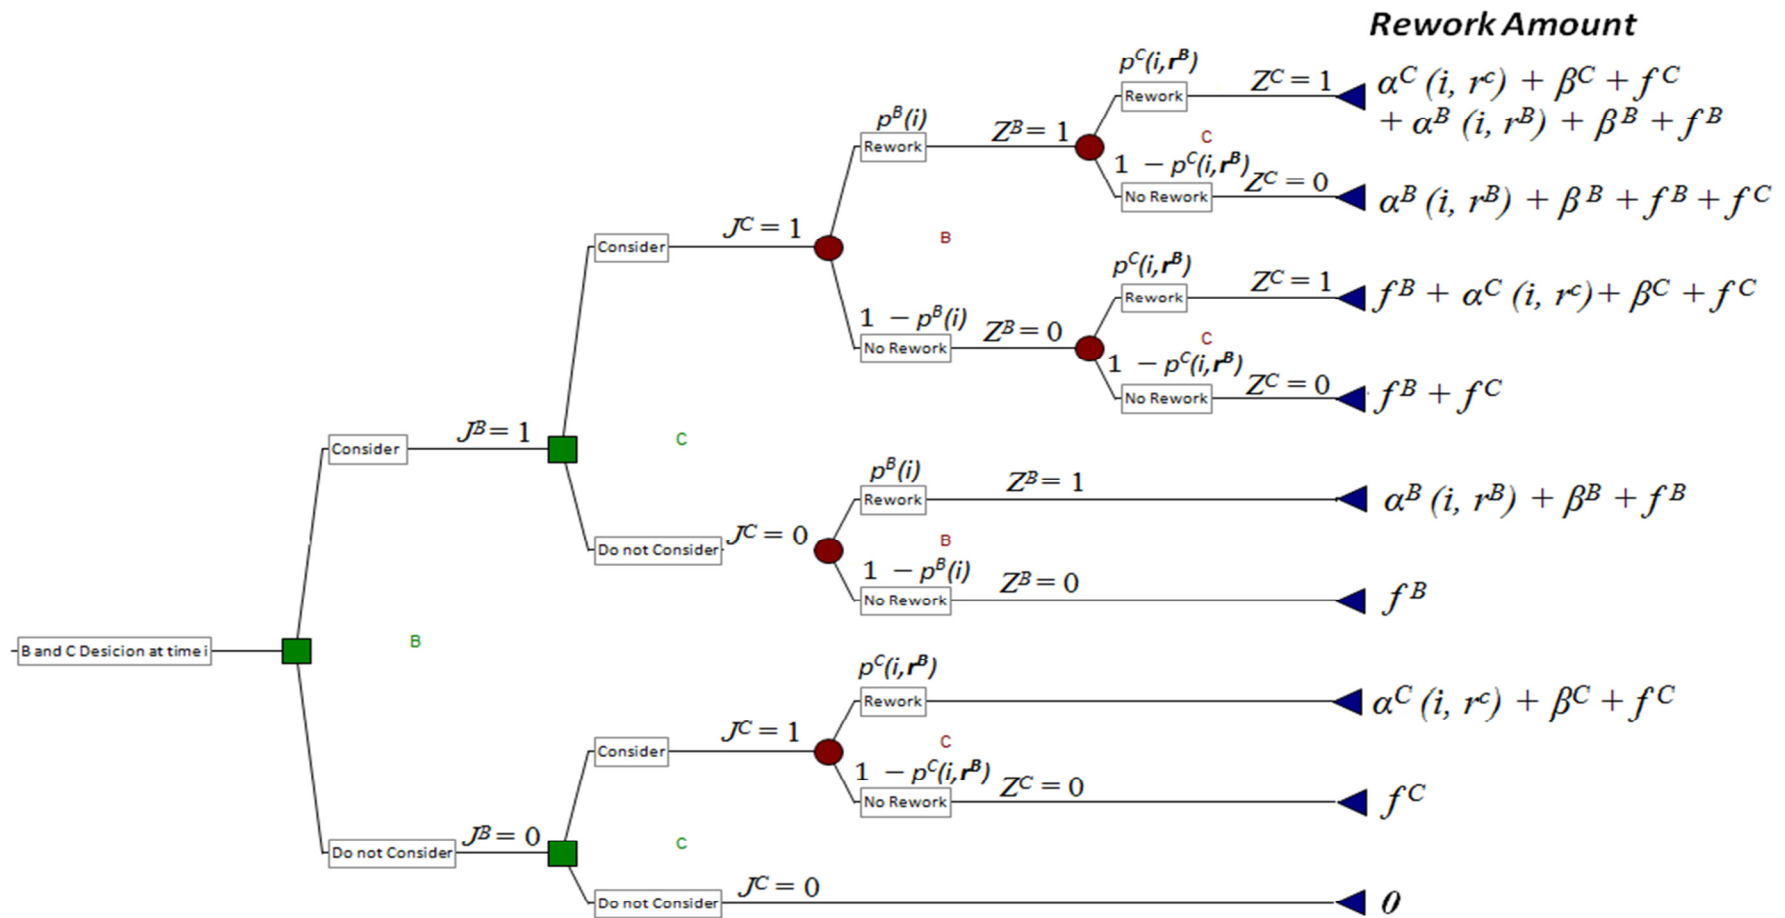 Rework Amount
p^C(i,r^B)
Z^C = 1
α^C (i, r^c) + β^C + f^C
Rework
+ α^B (i, r^B) + β^B + f^B
p^B(i)
Z^B = 1
C
Rework
1 − p^C(i,r^B)
Z^C = 0
No Rework
α^B (i, r^B) + β^B + f^B + f^C
J^C = 1
B
Consider
p^C(i,r^B)
Z^C = 1
Rework
f^B + α^C (i, r^c)+ β^C + f^C
1 − p^B(i)
Z^B = 0
C
No Rework
1 − p^C(i,r^B)
Z^C = 0
No Rework
f^B + f^C
J^B = 1
C
Consider
p^B(i)
Z^B = 1
Rework
α^B (i, r^B) + β^B + f^B
J^C = 0
B
Do not Consider
1 − p^B(i)
Z^B = 0
No Rework
f^B
B
B and C Desicion at time i
p^C(i,r^B)
Rework
α^C (i, r^c) + β^C + f^C
J^C = 1
C
Consider
1 − p^C(i,r^B)
Z^C = 0
No Rework
f^C
J^B = 0
C
Do not Consider
J^C = 0
Do not Consider
0